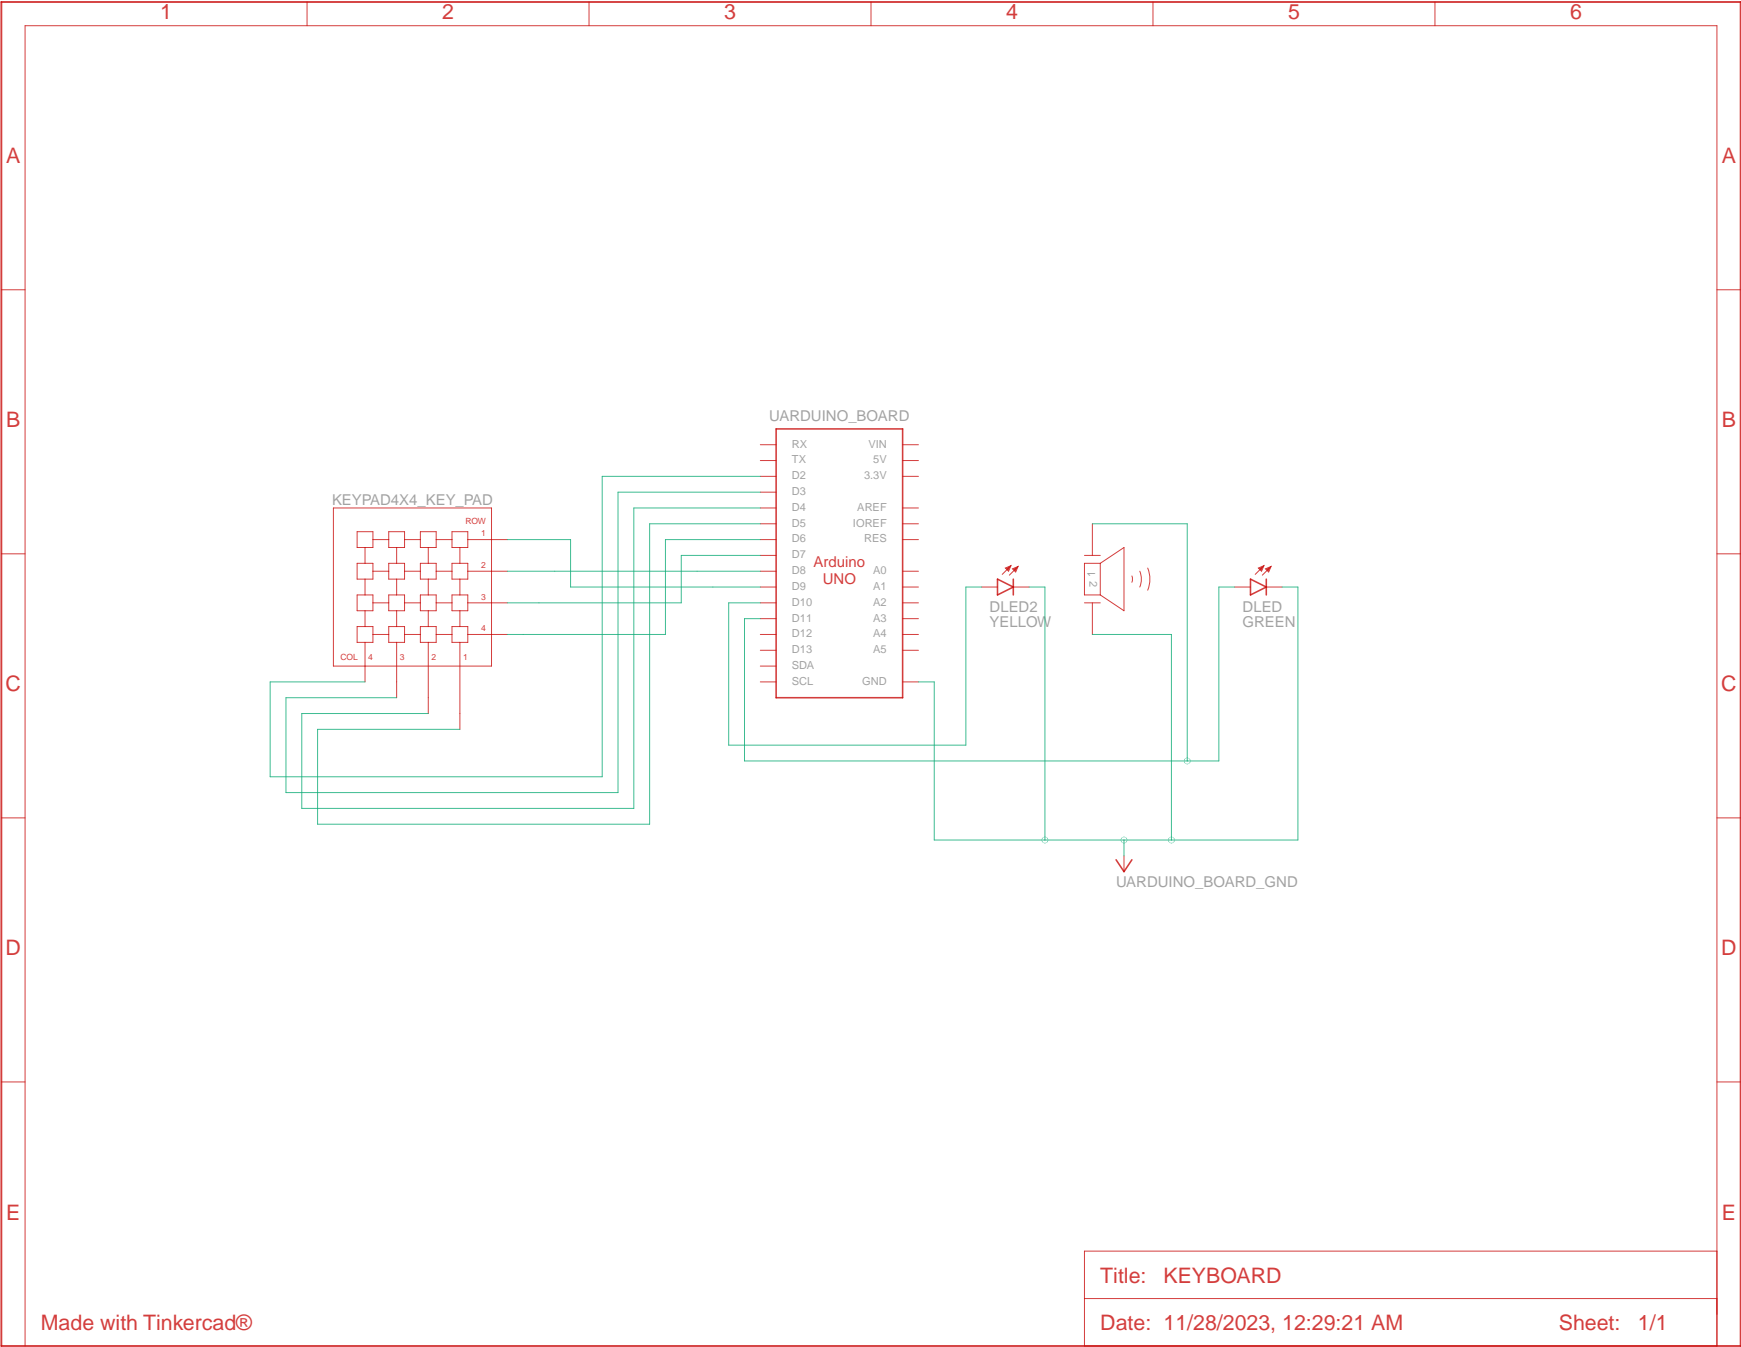 1 2 3 4 5 6
A A
B B
C C
D D
E E
UARDUINO_BOARD
RX VIN
TX 5V
D2 3.3V
D3
D4 AREF
D5 IOREF
D6 RES
D7
D8 A0
D9 A1
D10 A2
D11 A3
D12 A4
D13 A5
SDA
SCL GND
Arduino
UNO
KEYPAD4X4_KEY_PAD
ROW
1
2
3
4
COL 4 3 2 1
DLED2
YELLOW
1 2
DLED
GREEN
UARDUINO_BOARD_GND
Title: KEYBOARD
Date: 11/28/2023, 12:29:21 AM Sheet: 1/1
Made with Tinkercad®